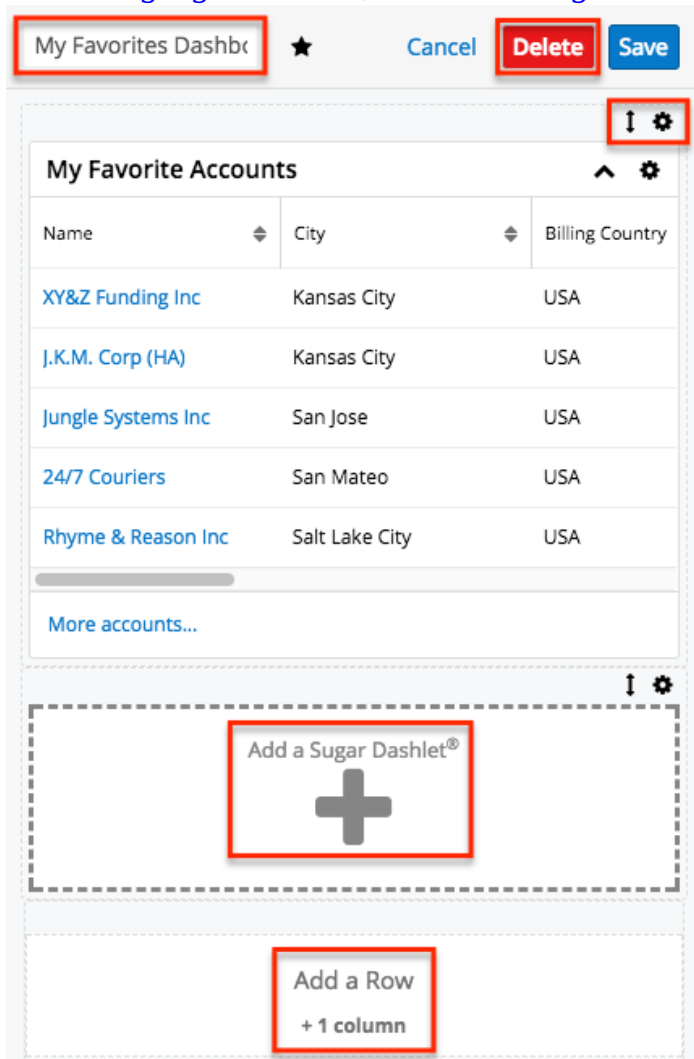 My Favorites Dashb
Cancel
Delete
Save
My Favorite Accounts
Name
City
Billing Country
XY&Z Funding Inc
Kansas City
USA
J.K.M. Corp (HA)
Kansas City
USA
Jungle Systems Inc
San Jose
USA
24/7 Couriers
San Mateo
USA
Rhyme & Reason Inc
Salt Lake City
USA
More accounts...
Add a Sugar Dashlet®
Add a Row
+ 1 column